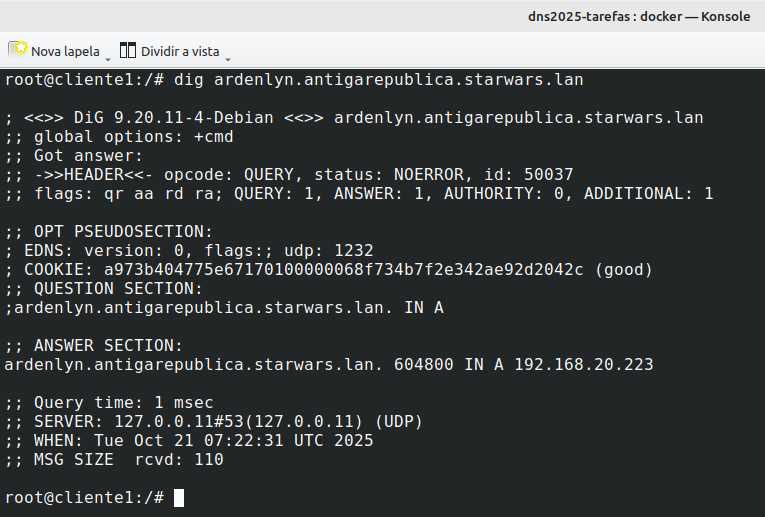 dns2025-tarefas : docker — Konsole
Nova lapela Dividir a vista
root@cliente1:/# dig ardenlyn.antigarepublica.starwars.lan
; <<>> DiG 9.20.11-4-Debian <<>> ardenlyn.antigarepublica.starwars.lan
;; global options: +cmd
;; Got answer:
;; ->>HEADER<<- opcode: QUERY, status: NOERROR, id: 50037
;; flags: qr aa rd ra; QUERY: 1, ANSWER: 1, AUTHORITY: 0, ADDITIONAL: 1
;; OPT PSEUDOSECTION:
; EDNS: version: 0, flags:; udp: 1232
; COOKIE: a973b404775e67170100000068f734b7f2e342ae92d2042c (good)
;; QUESTION SECTION:
;ardenlyn.antigarepublica.starwars.lan. IN A
;; ANSWER SECTION:
ardenlyn.antigarepublica.starwars.lan. 604800 IN A 192.168.20.223
;; Query time: 1 msec
;; SERVER: 127.0.0.11#53(127.0.0.11) (UDP)
;; WHEN: Tue Oct 21 07:22:31 UTC 2025
;; MSG SIZE  rcvd: 110
root@cliente1:/#